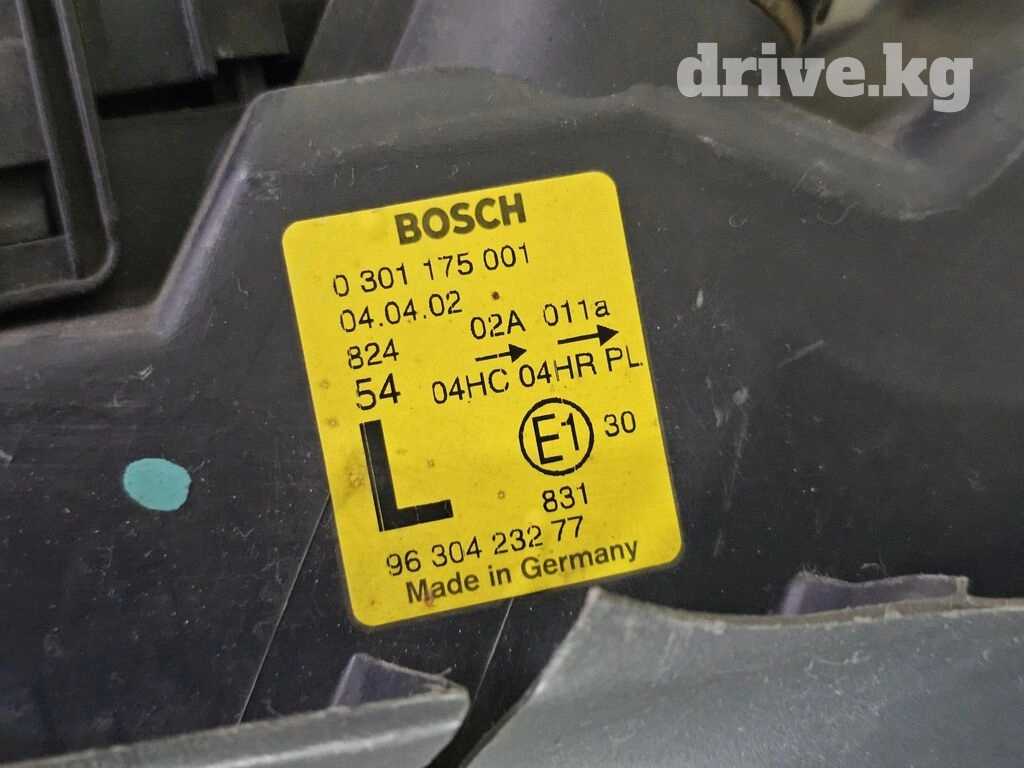 drive.kg
BOSCH
0 301 175 001
04.04.02
02A 011a
824
54 04HC 04HR PL
L E1 30
831
96 304 232 77
Made in Germany